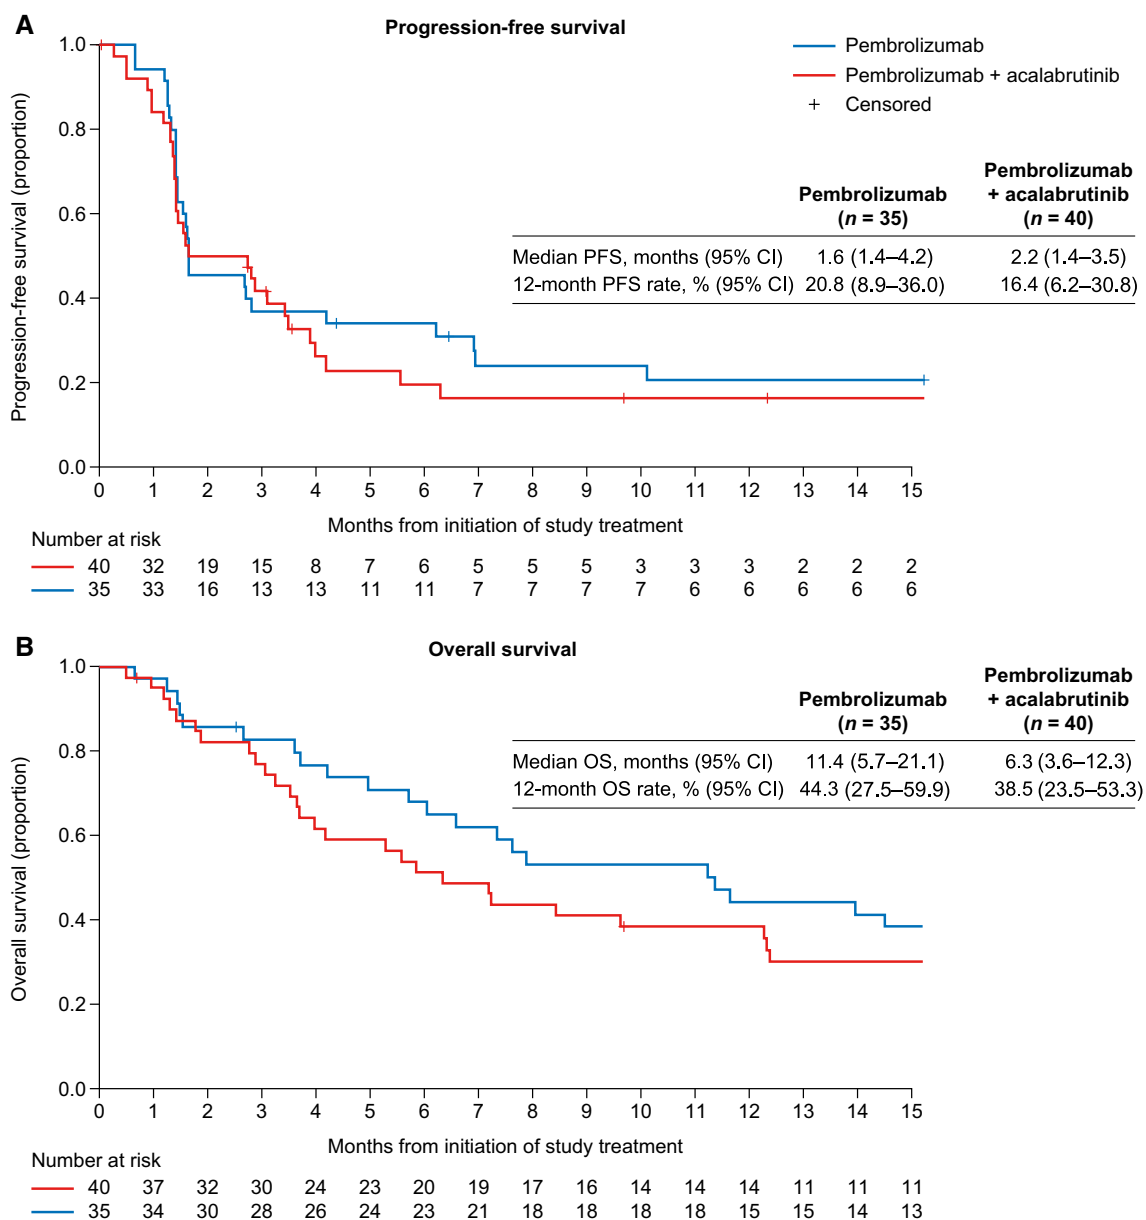 A
Progression-free survival
Pembrolizumab
Pembrolizumab + acalabrutinib
+ Censored
Pembrolizumab (n = 35)
Pembrolizumab + acalabrutinib (n = 40)
Median PFS, months (95% CI) 1.6 (1.4–4.2) 2.2 (1.4–3.5)
12-month PFS rate, % (95% CI) 20.8 (8.9–36.0) 16.4 (6.2–30.8)
Progression-free survival (proportion)
1.0
0.8
0.6
0.4
0.2
0.0
0 1 2 3 4 5 6 7 8 9 10 11 12 13 14 15
Months from initiation of study treatment
Number at risk
40 32 19 15 8 7 6 5 5 5 3 3 3 2 2 2
35 33 16 13 13 11 11 7 7 7 7 6 6 6 6 6
B
Overall survival
Pembrolizumab (n = 35)
Pembrolizumab + acalabrutinib (n = 40)
Median OS, months (95% CI) 11.4 (5.7–21.1) 6.3 (3.6–12.3)
12-month OS rate, % (95% CI) 44.3 (27.5–59.9) 38.5 (23.5–53.3)
Overall survival (proportion)
1.0
0.8
0.6
0.4
0.2
0.0
0 1 2 3 4 5 6 7 8 9 10 11 12 13 14 15
Months from initiation of study treatment
Number at risk
40 37 32 30 24 23 20 19 17 16 14 14 14 11 11 11
35 34 30 28 26 24 23 21 18 18 18 18 15 15 14 13